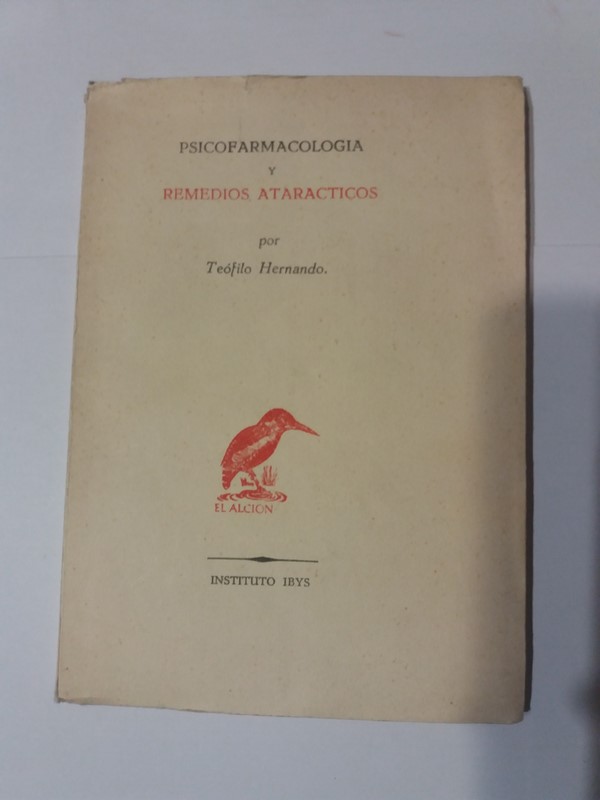 PSICOFARMACOLOGIA
Y
REMEDIOS ATARACTICOS
por
Teófilo Hernando.
EL ALCION
INSTITUTO IBYS